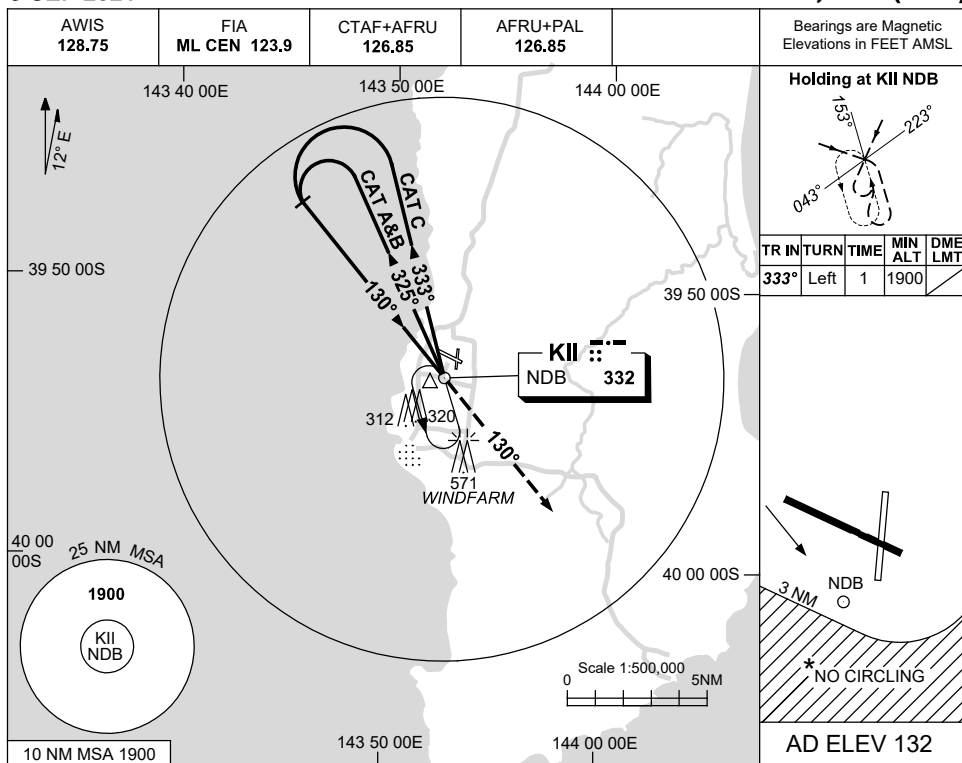 AWIS
128.75
FIA
ML CEN 123.9
CTAF+AFRU
126.85
AFRU+PAL
126.85
Bearings are Magnetic
Elevations in FEET AMSL
143 40 00E
143 50 00E
144 00 00E
12° E
CAT A&B
CAT C
39 50 00S
130°
325°
333°
39 50 00S
KII
NDB 332
312
320
571
WINDFARM
130°
40 00
00S
40 00 00S
25 NM MSA
1900
KII
NDB
Scale 1:500,000
0 5NM
10 NM MSA 1900
143 50 00E
144 00 00E
Holding at KII NDB
153°
223°
043°
TR IN TURN TIME MIN ALT DME LMT
333° Left 1 1900
NDB
3 NM
*NO CIRCLING
AD ELEV 132